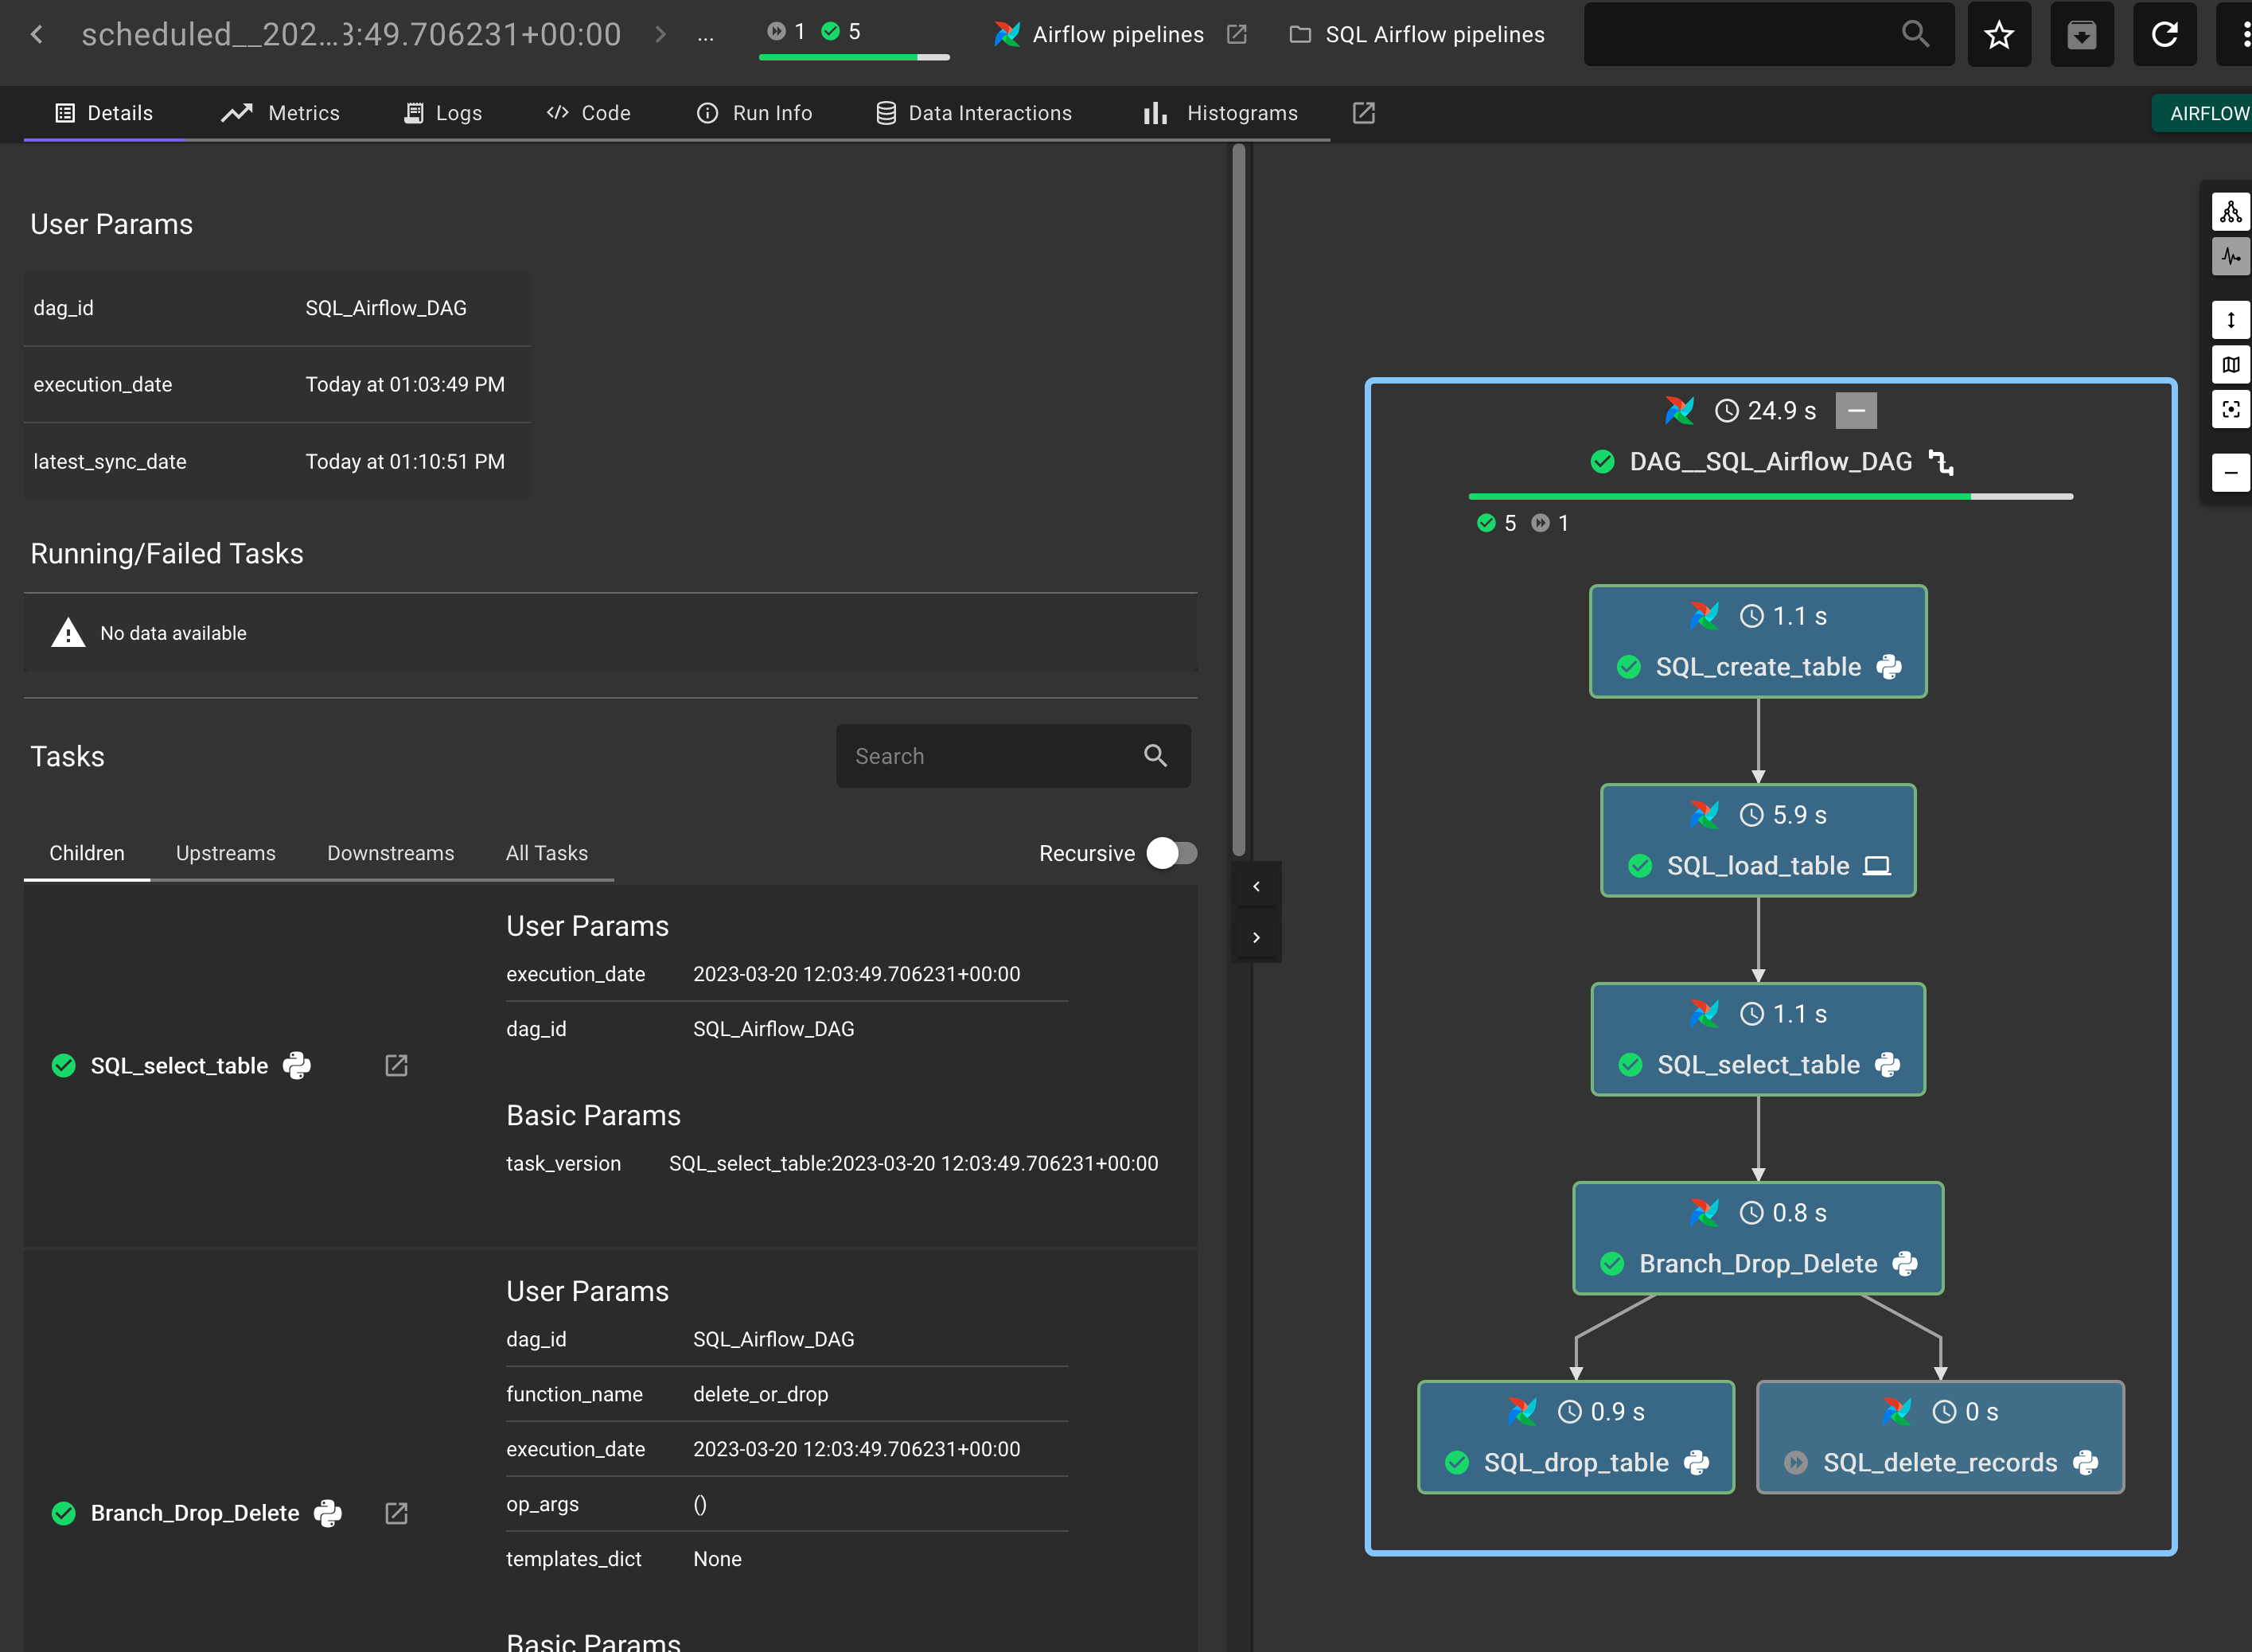 scheduled__202...3:49.706231+00:00 > ... 1 5 Airflow pipelines SQL Airflow pipelines
Details Metrics Logs Code Run Info Data Interactions Histograms AIRFLOW
User Params
dag_id SQL_Airflow_DAG
execution_date Today at 01:03:49 PM
latest_sync_date Today at 01:10:51 PM
Running/Failed Tasks
No data available
Tasks Search
Children Upstreams Downstreams All Tasks Recursive
SQL_select_table
User Params
execution_date 2023-03-20 12:03:49.706231+00:00
dag_id SQL_Airflow_DAG
Basic Params
task_version SQL_select_table:2023-03-20 12:03:49.706231+00:00
Branch_Drop_Delete
User Params
dag_id SQL_Airflow_DAG
function_name delete_or_drop
execution_date 2023-03-20 12:03:49.706231+00:00
op_args ()
templates_dict None
Basic Params
24.9 s
DAG__SQL_Airflow_DAG
5 1
1.1 s
SQL_create_table
5.9 s
SQL_load_table
1.1 s
SQL_select_table
0.8 s
Branch_Drop_Delete
0.9 s
SQL_drop_table
0 s
SQL_delete_records